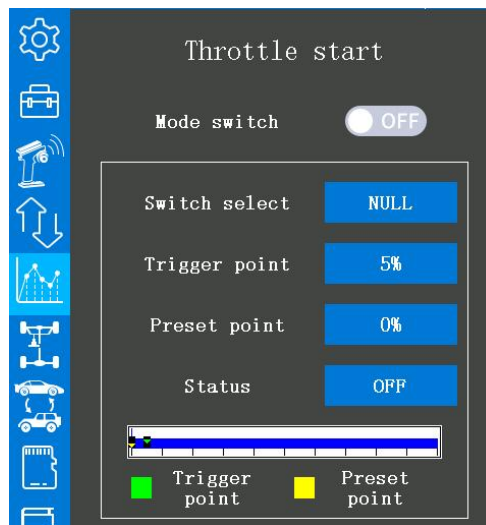 Throttle start
Mode switch OFF
Switch select NULL
Trigger point 5%
Preset point 0%
Status OFF
Trigger point
Preset point